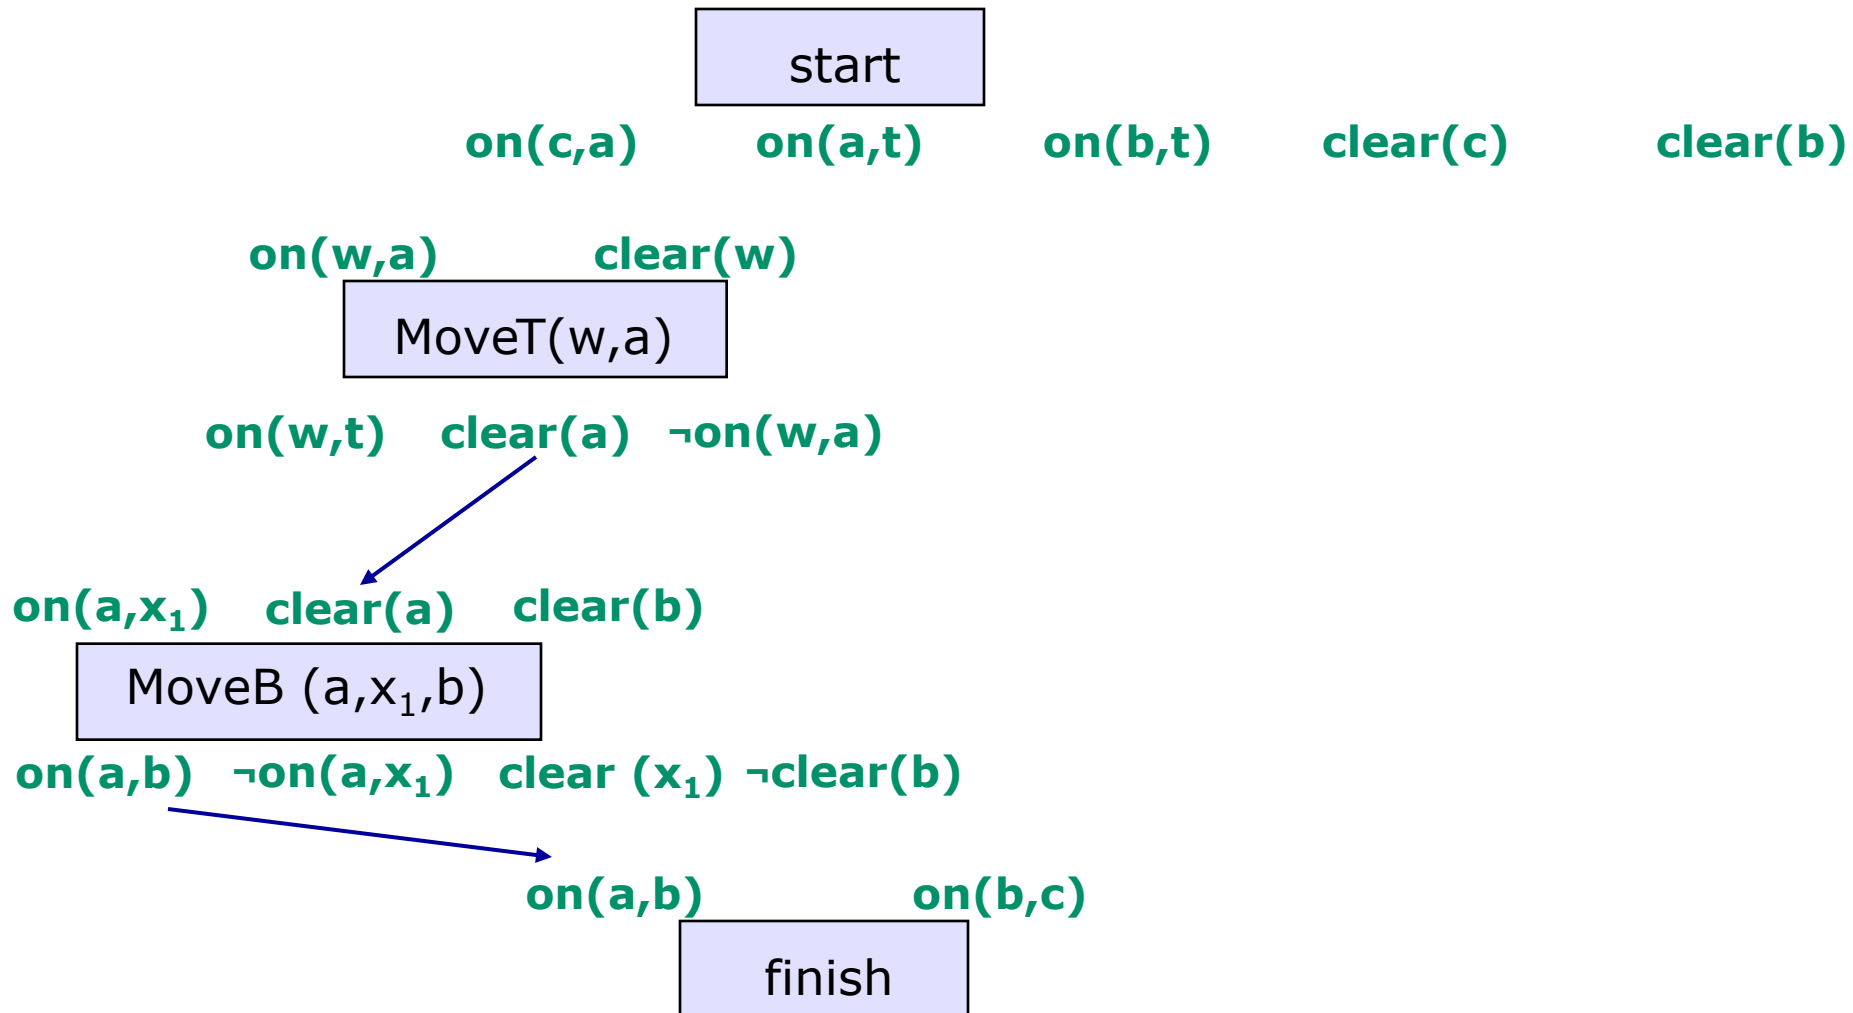 start
on(c,a) on(a,t) on(b,t) clear(c) clear(b)
on(w,a) clear(w)
MoveT(w,a)
on(w,t) clear(a) ¬on(w,a)
on(a,x₁) clear(a) clear(b)
MoveB (a,x₁,b)
on(a,b) ¬on(a,x₁) clear (x₁) ¬clear(b)
on(a,b) on(b,c)
finish